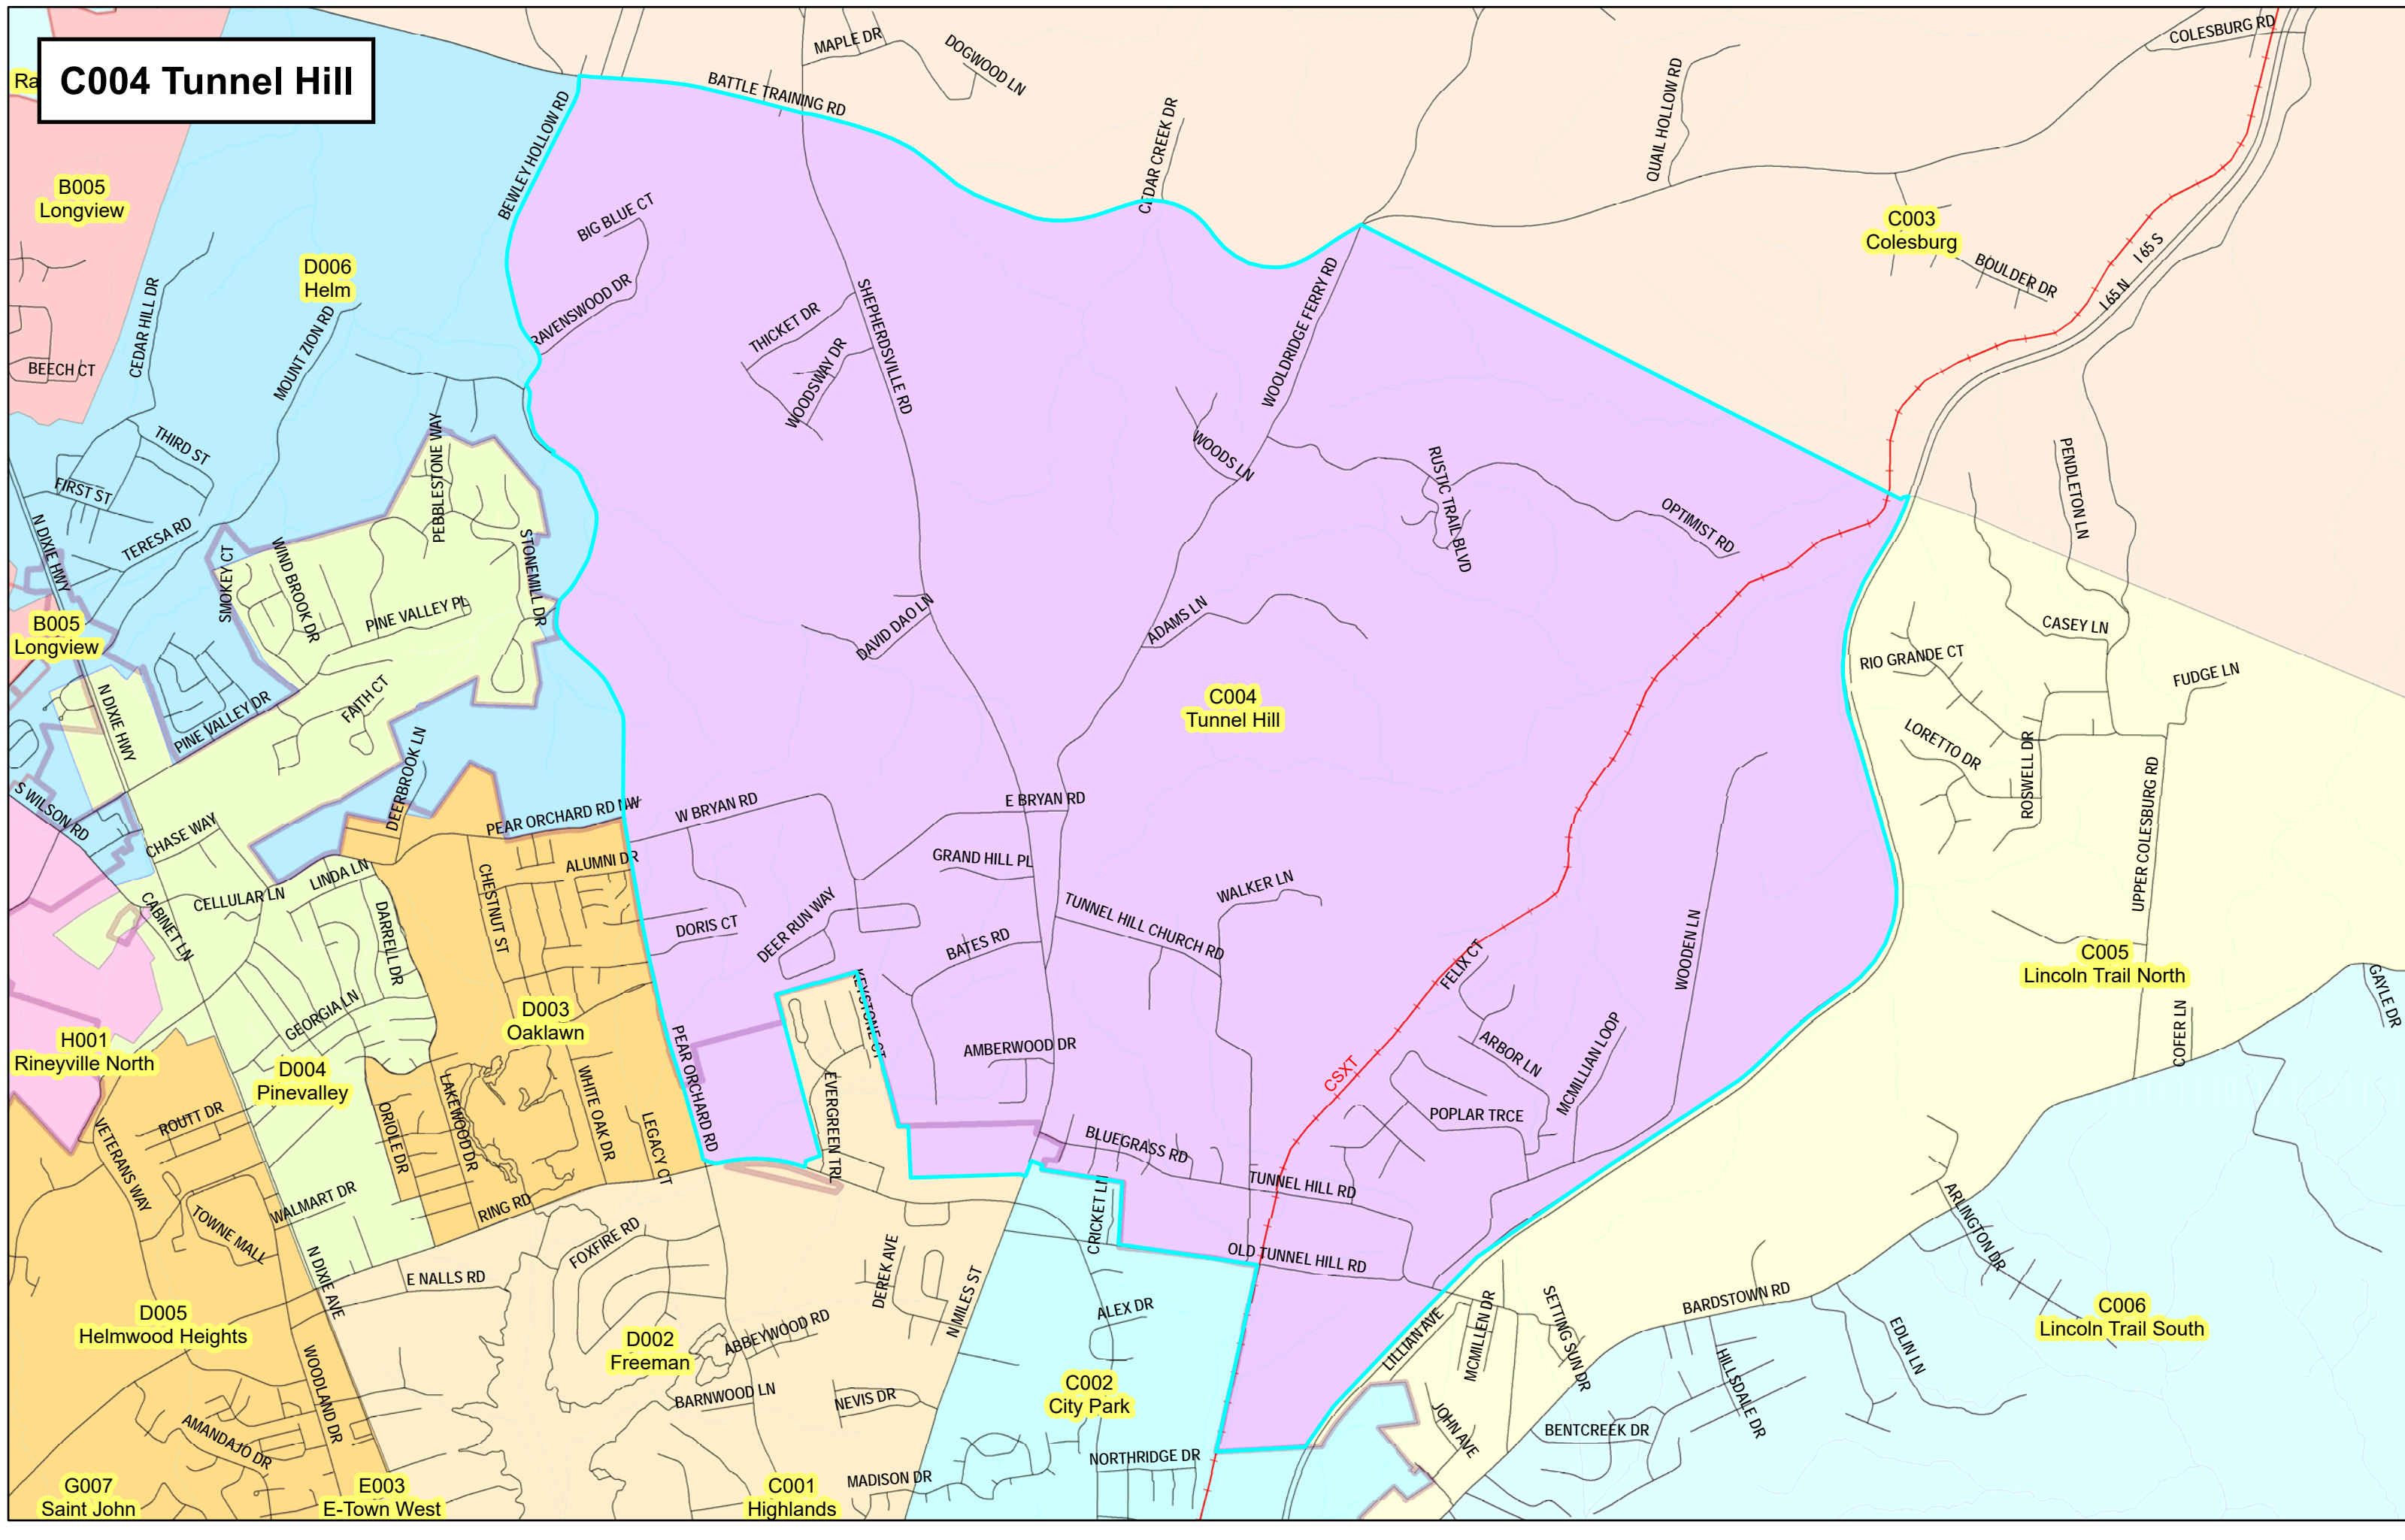 C004 Tunnel Hill
Ra
COLESBURG RD
MAPLE DR
DOGWOOD LN
BATTLE TRAINING RD
QUAIL HOLLOW RD
CEDAR CREEK DR
BEWLEY HOLLOW RD
B005
Longview
BIG BLUE CT
C003
Colesburg
I 65 S
I 65 N
BOULDER DR
D006
Helm
CEDAR HILL DR
MOUNT ZION RD
RAVENSWOOD DR
THICKET DR
SHEPHERDSVILLE RD
WOODSWAY DR
WOOLDRIDGE FERRY RD
BEECH CT
THIRD ST
PEBBLESTONE WAY
WOODS LN
RUSTIC TRAIL BLVD
OPTIMIST RD
PENDLETON LN
FIRST ST
N DIXIE HWY
TERESA RD
SMOKEY CT
WIND BROOK DR
STONEMILL DR
PINE VALLEY PL
DAVID DAO LN
ADAMS LN
CASEY LN
B005
Longview
RIO GRANDE CT
FUDGE LN
N DIXIE HWY
PINE VALLEY DR
FAITH CT
C004
Tunnel Hill
LORETTO DR
ROSWELL DR
DEERBROOK LN
S WILSON RD
PEAR ORCHARD RD NW
W BRYAN RD
E BRYAN RD
UPPER COLESBURG RD
CHASE WAY
ALUMNI DR
GRAND HILL PL
LINDA LN
CELLULAR LN
CHESTNUT ST
WALKER LN
CABINET LN
DARRELL DR
DORIS CT
DEER RUN WAY
BATES RD
TUNNEL HILL CHURCH RD
FELIX CT
WOODEN LN
C005
Lincoln Trail North
GAYLE DR
KEYSTONE CT
GEORGIA LN
D003
Oaklawn
PEAR ORCHARD RD
H001
Rineyville North
AMBERWOOD DR
ARBOR LN
MCMILLIAN LOOP
COFER LN
D004
Pinevalley
CSXT
EVERGREEN TRL
POPLAR TRCE
ROUTT DR
VETERANS WAY
ORIOLE DR
LAKEWOOD DR
WHITE OAK DR
LEGACY CT
BLUEGRASS RD
TUNNEL HILL RD
ARLINGTON DR
WALMART DR
TOWNE MALL
RING RD
CRICKET LN
FOXFIRE RD
DEREK AVE
OLD TUNNEL HILL RD
N DIXIE AVE
E NALLS RD
N MILES ST
BARDSTOWN RD
D005
Helmwood Heights
ALEX DR
LILLIAN AVE
MCMILLEN DR
SETTING SUN DR
C006
Lincoln Trail South
D002
Freeman
ABBEYWOOD RD
EDLIN LN
WOODLAND DR
BARNWOOD LN
NEVIS DR
C002
City Park
HILLSDALE DR
AMANDAJO DR
JOHN AVE
BENTCREEK DR
NORTHRIDGE DR
MADISON DR
G007
Saint John
E003
E-Town West
C001
Highlands